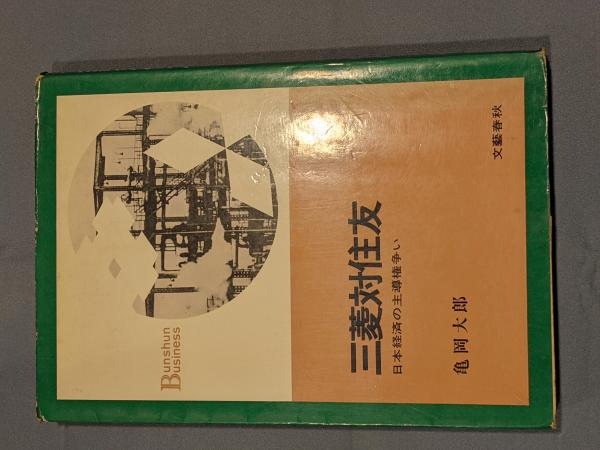 Bunshun
Business
三菱対住友
日本経済の主導権争い
亀岡大郎
文藝春秋